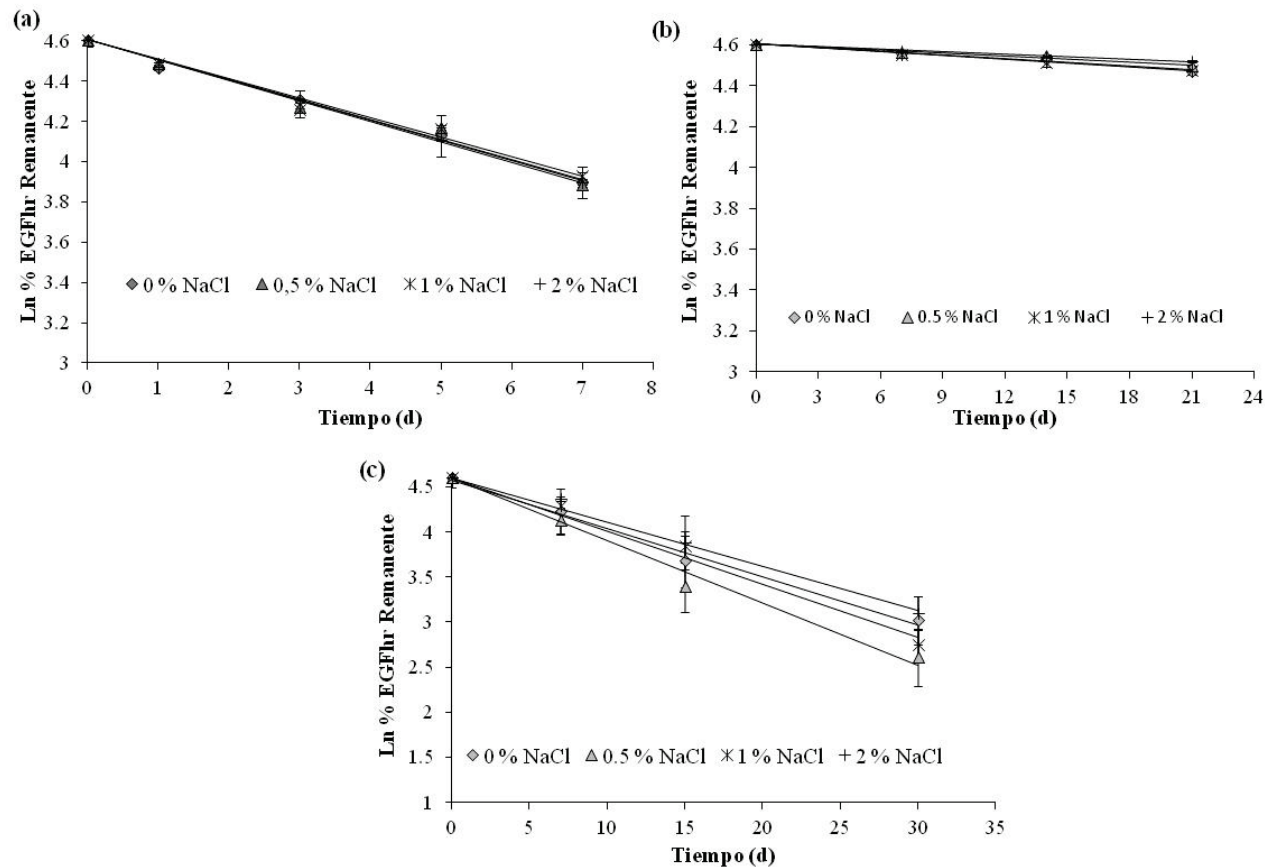 (a)
Ln % EGFhr Remanente
4.6
4.4
4.2
4
3.8
3.6
3.4
3.2
3
0 % NaCl 0,5 % NaCl 1 % NaCl 2 % NaCl
0 1 2 3 4 5 6 7 8
Tiempo (d)
(b)
Ln % EGFhr Remanente
4.6
4.4
4.2
4
3.8
3.6
3.4
3.2
3
0 % NaCl 0.5 % NaCl 1 % NaCl 2 % NaCl
0 3 6 9 12 15 18 21 24
Tiempo (d)
(c)
Ln % EGFhr Remanente
4.5
4
3.5
3
2.5
2
1.5
1
0 % NaCl 0.5 % NaCl 1 % NaCl 2 % NaCl
0 5 10 15 20 25 30 35
Tiempo (d)